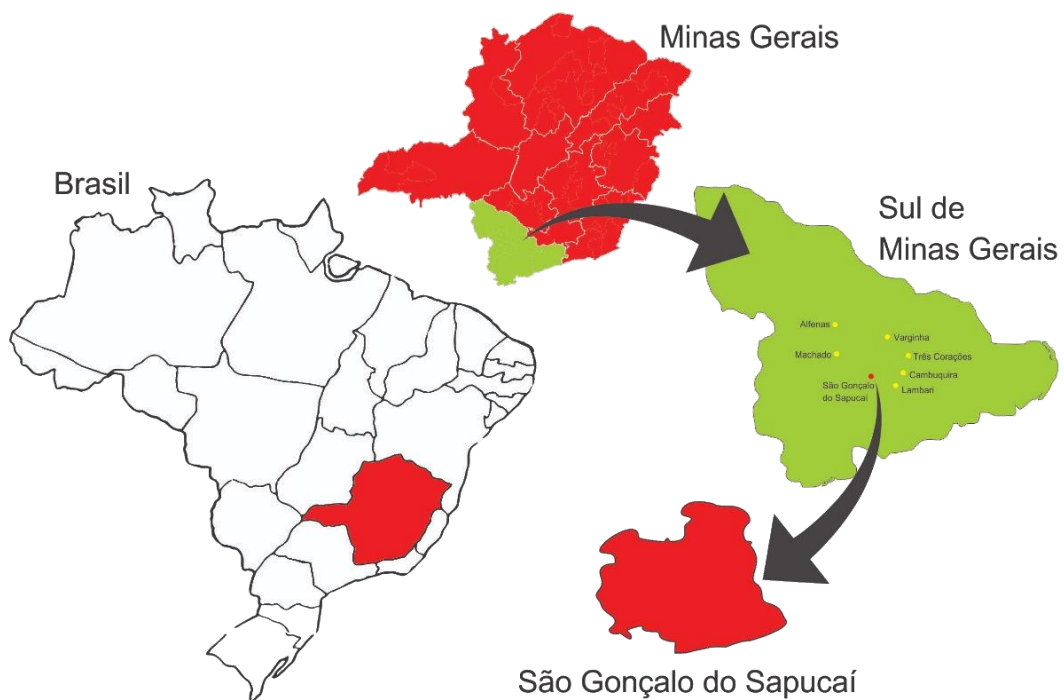 Minas Gerais
Brasil
Sul de
Minas Gerais
Alfenas
Varginha
Machado
Três Corações
Cambuquira
São Gonçalo
do Sapucaí
Lambari
São Gonçalo do Sapucaí